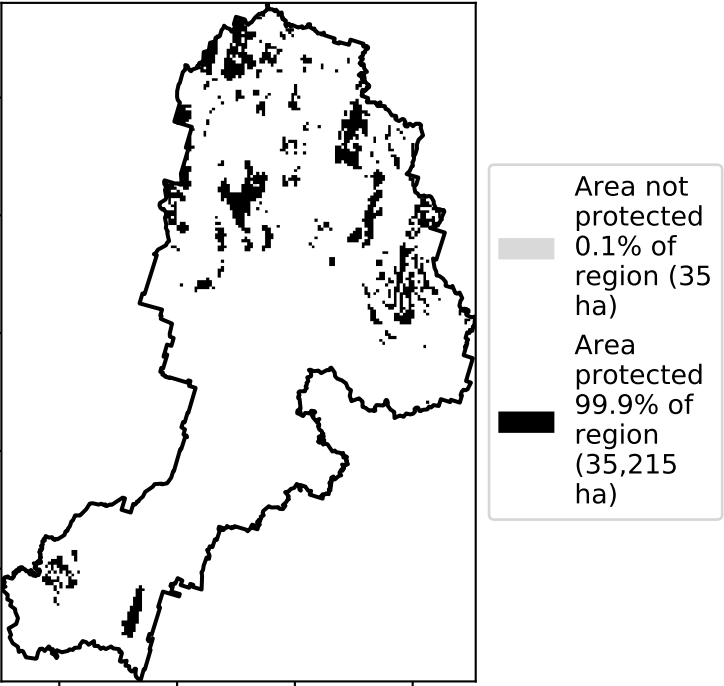 Area not
protected
0.1% of
region (35
ha)
Area
protected
99.9% of
region
(35,215
ha)